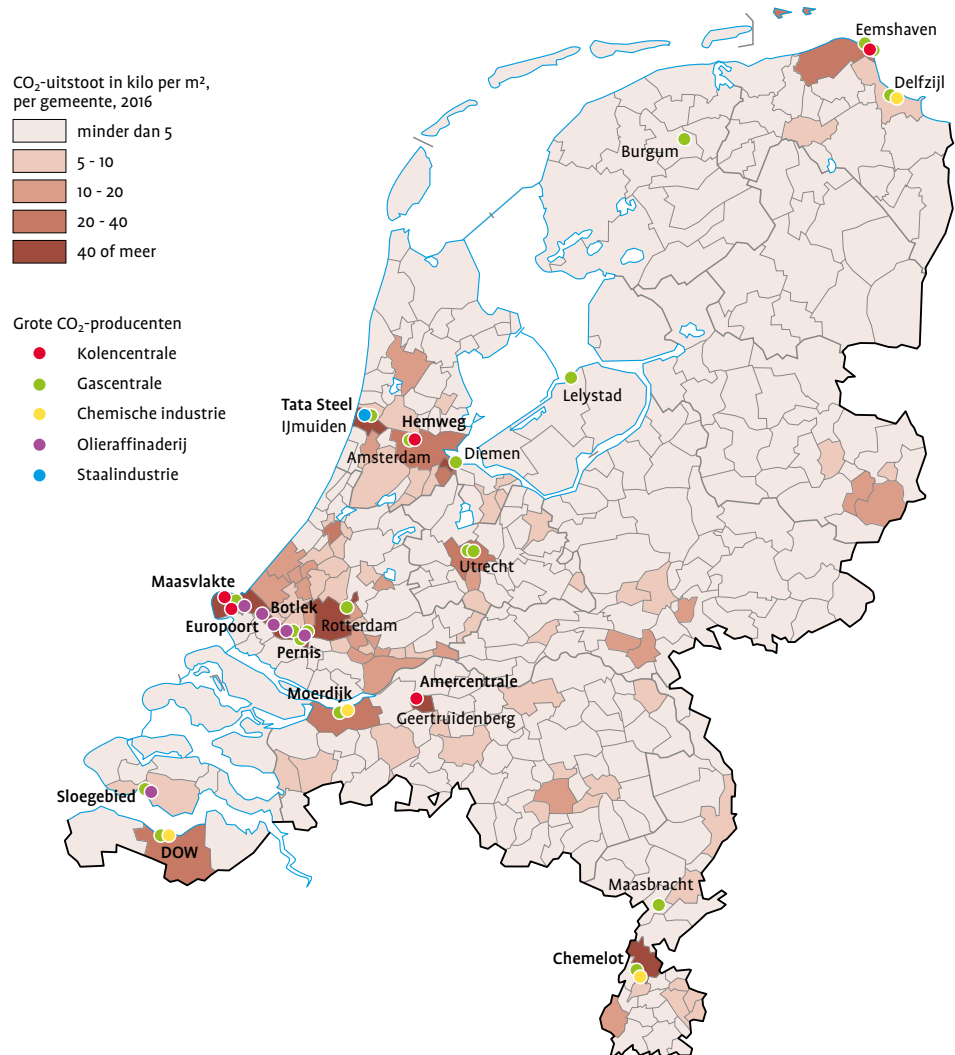 CO₂-uitstoot in kilo per m²,
per gemeente, 2016
minder dan 5
5 - 10
10 - 20
20 - 40
40 of meer
Grote CO₂-producenten
Kolencentrale
Gascentrale
Chemische industrie
Olieraffinaderij
Staalindustrie
Eemshaven
Delfzijl
Burgum
Lelystad
Tata Steel
IJmuiden
Hemweg
Amsterdam
Diemen
Utrecht
Maasvlakte
Botlek
Europoort
Rotterdam
Pernis
Moerdijk
Amercentrale
Geertruidenberg
Sloegebied
DOW
Maasbracht
Chemelot